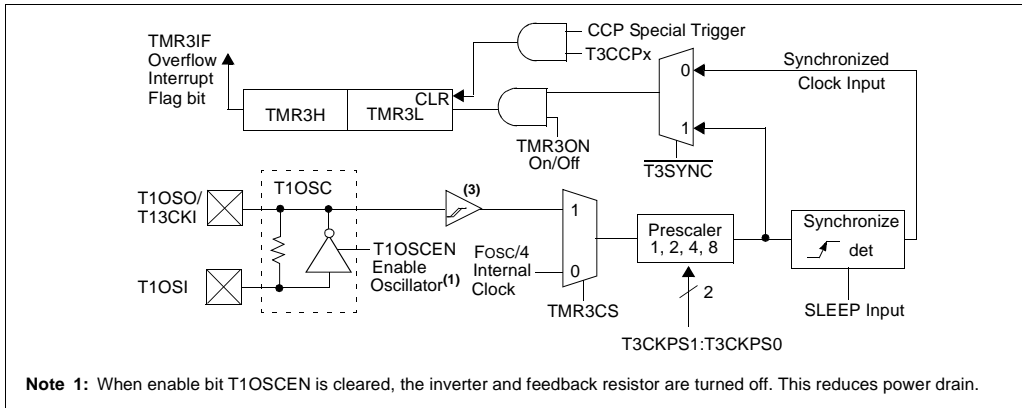 CCP Special Trigger
T3CCPx
TMR3IF
Overflow
Interrupt
Flag bit
Synchronized
Clock Input
0
1
CLR
TMR3H
TMR3L
TMR3ON
On/Off
T3SYNC
T1OSO/
T13CKI
T1OSC
(3)
1
0
Prescaler
1, 2, 4, 8
Synchronize
det
T1OSCEN
Enable
Oscillator(1)
FOSC/4
Internal
Clock
T1OSI
TMR3CS
2
SLEEP Input
T3CKPS1:T3CKPS0
Note 1: When enable bit T1OSCEN is cleared, the inverter and feedback resistor are turned off. This reduces power drain.